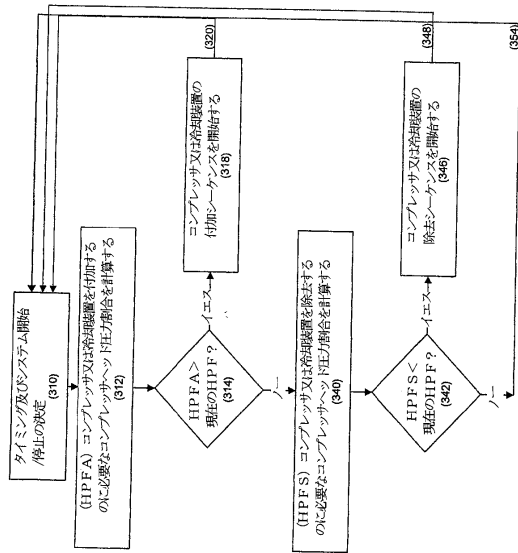 タイミング及びシステム開始
/停止の決定
(310)
(HPFA) コンプレッサ又は冷却装置を付加する
のに必要なコンプレサヘッド圧力割合を計算する
(312)
HPFA>
現在のHPF?
(314)
イエス
コンプレッサ又は冷却装置の
付加シーケンスを開始する
(318)
(320)
ノー
(HPFS) コンプレッサ又は冷却装置を除去する
のに必要なコンプレサヘッド圧力割合を計算する
(340)
HPFS<
現在のHPF?
(342)
イエス
コンプレッサ又は冷却装置の
除去シーケンスを開始する
(346)
(348)
ノー
(354)